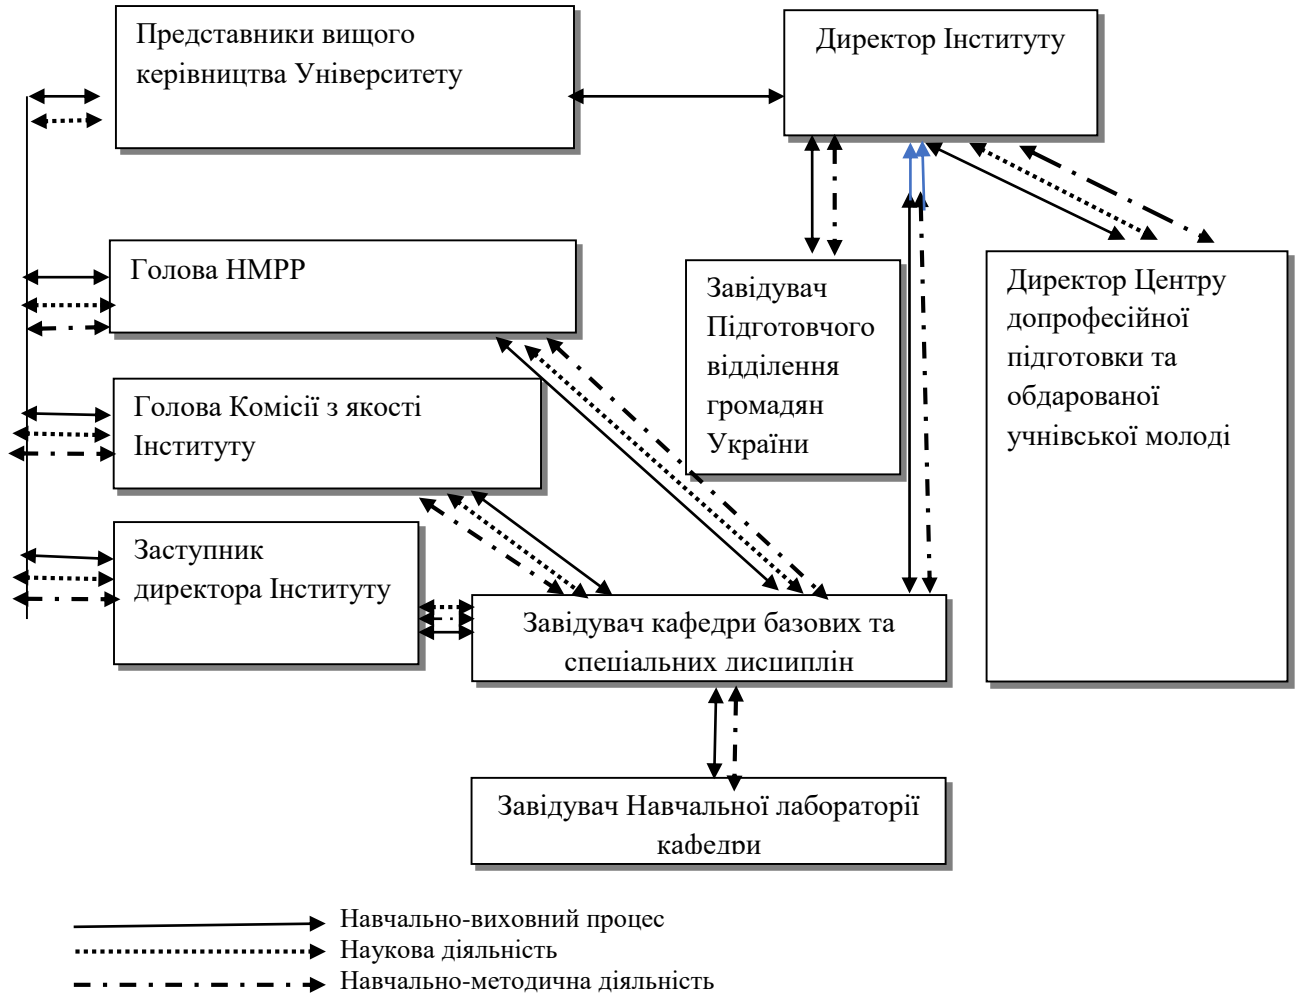 Представники вищого
керівництва Університету
Директор Інституту
Голова НМРР
Завідувач
Підготовчого
відділення
громадян
України
Директор Центру
допрофесійної
підготовки та
обдарованої
учнівської молоді
Голова Комісії з якості
Інституту
Заступник
директора Інституту
Завідувач кафедри базових та
спеціальних дисциплін
Завідувач Навчальної лабораторії
кафедри
Навчально-виховний процес
Наукова діяльність
Навчально-методична діяльність